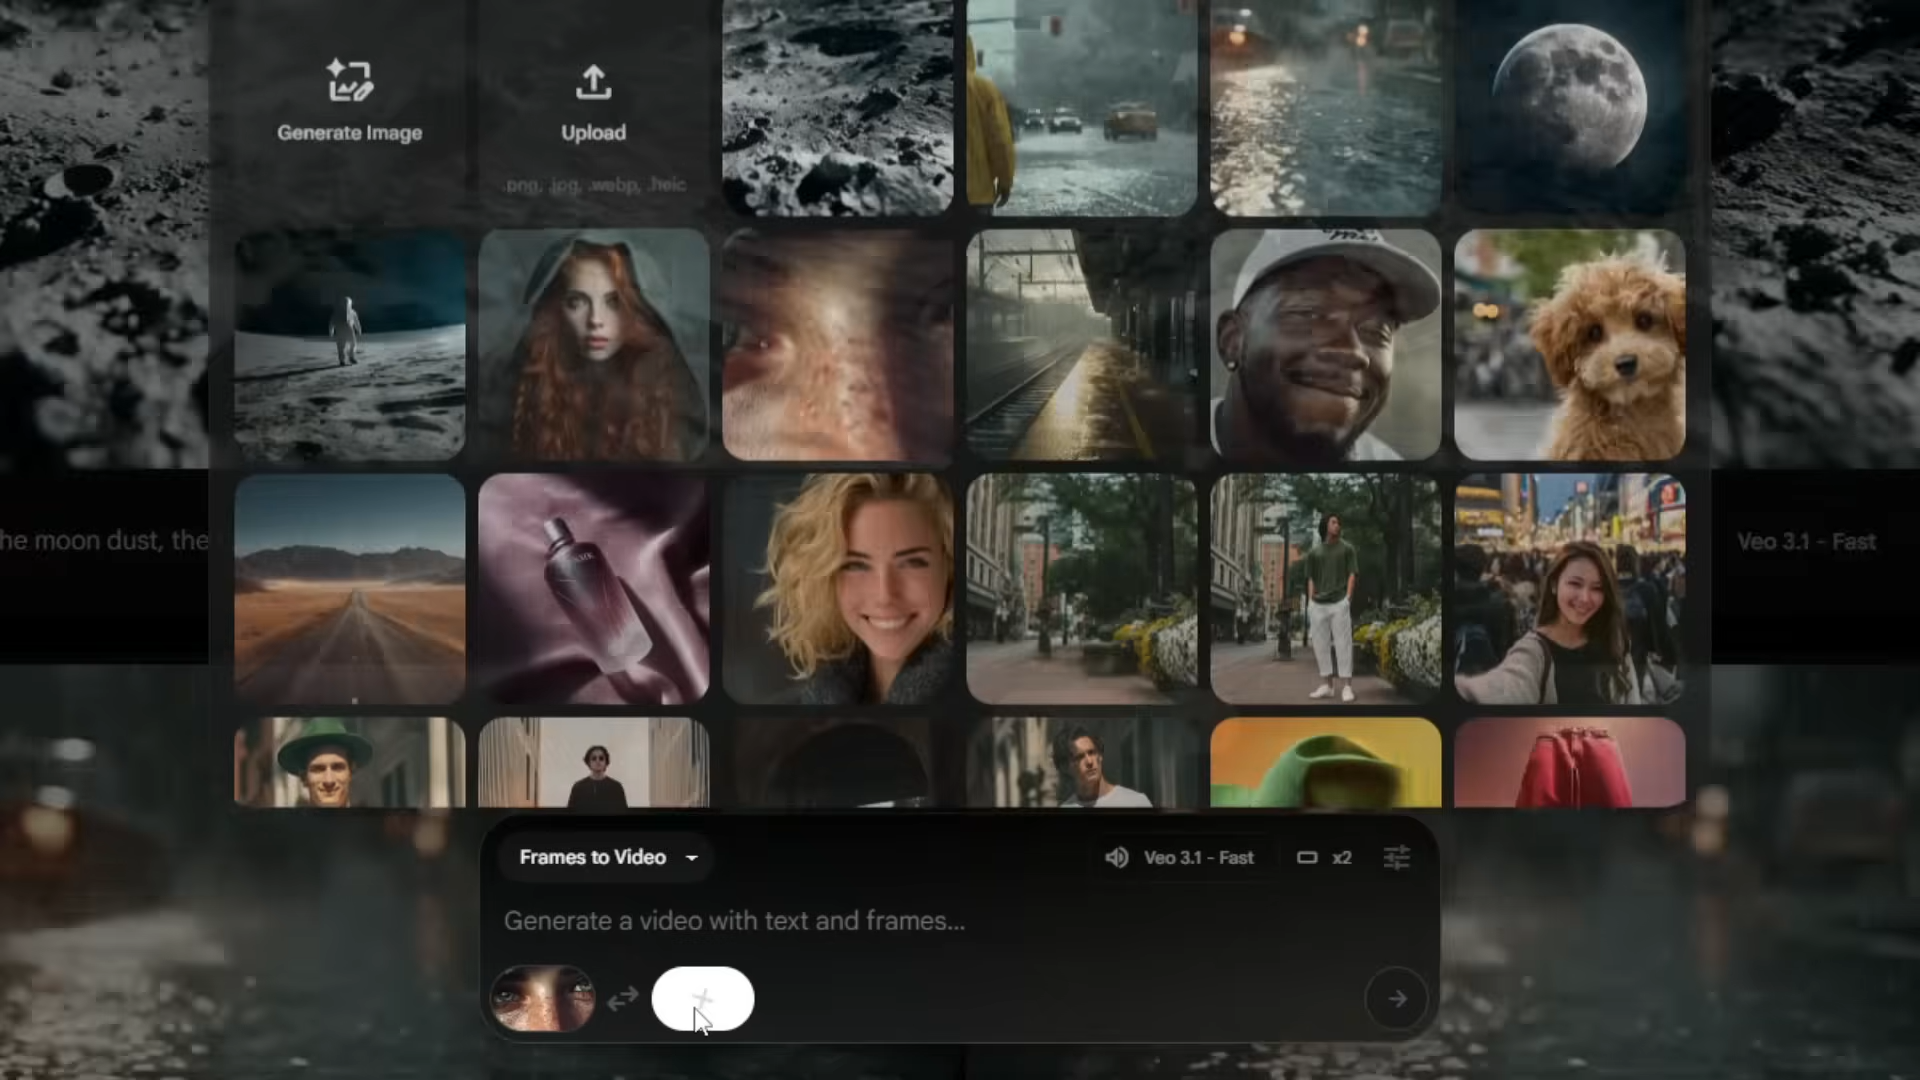 Generate Image
Upload
.png, .jpg, .webp, .heic
he moon dust, the
Veo 3.1 - Fast
Frames to Video
Veo 3.1 - Fast
x2
Generate a video with text and frames...